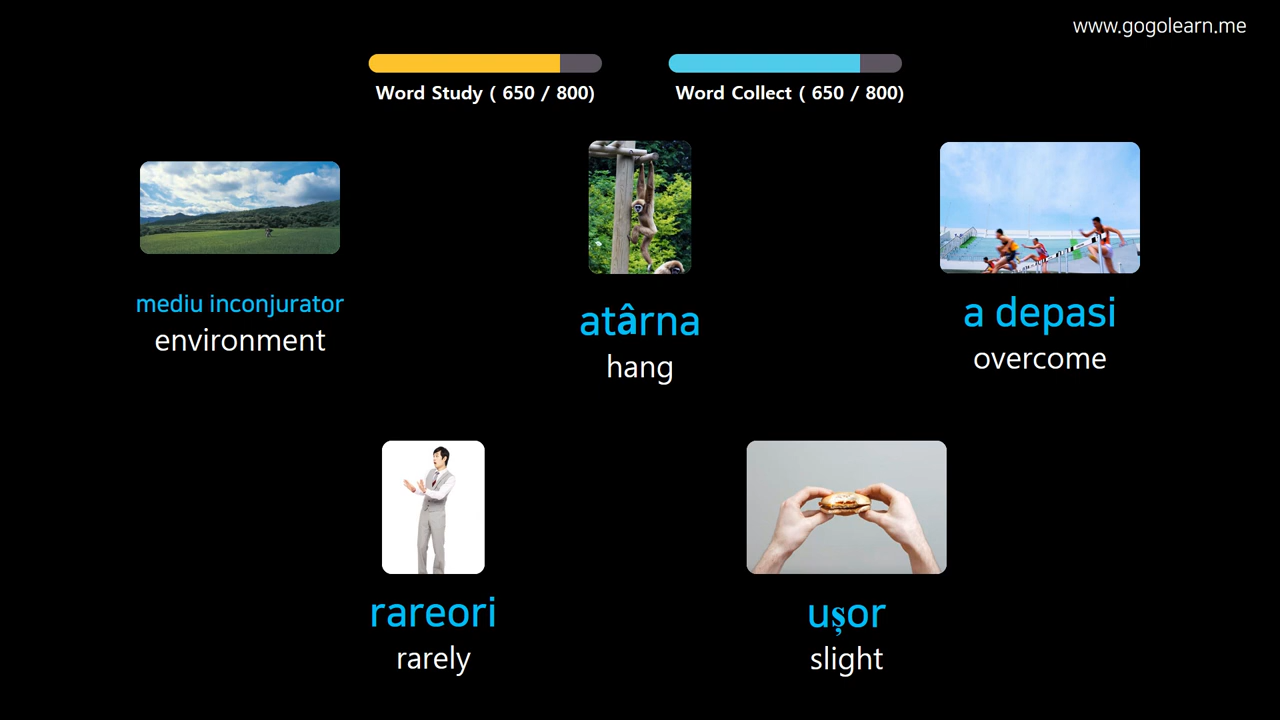 www.gogolearn.me
Word Study ( 650 / 800)
Word Collect ( 650 / 800)
mediu inconjurator
environment
atârna
hang
a depasi
overcome
rareori
rarely
ușor
slight